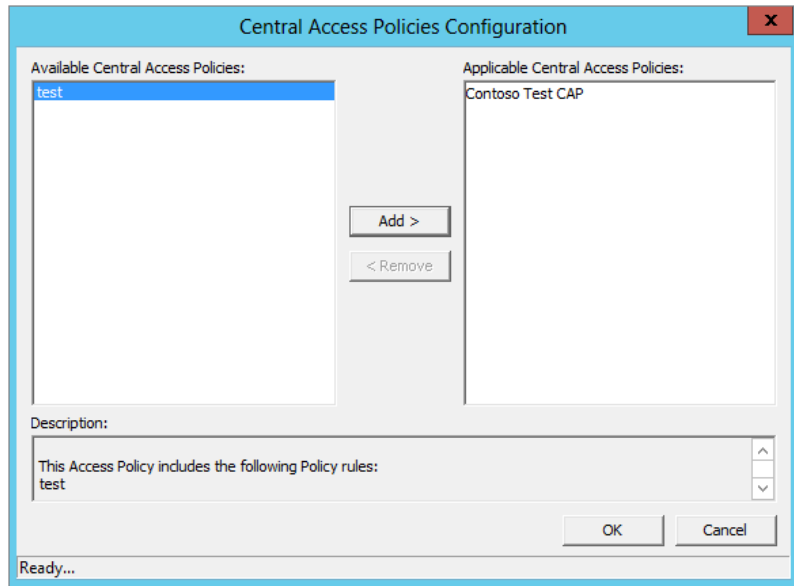 Central Access Policies Configuration
x
Available Central Access Policies:
Applicable Central Access Policies:
test
Contoso Test CAP
Add >
< Remove
Description:
This Access Policy includes the following Policy rules:
test
OK
Cancel
Ready...